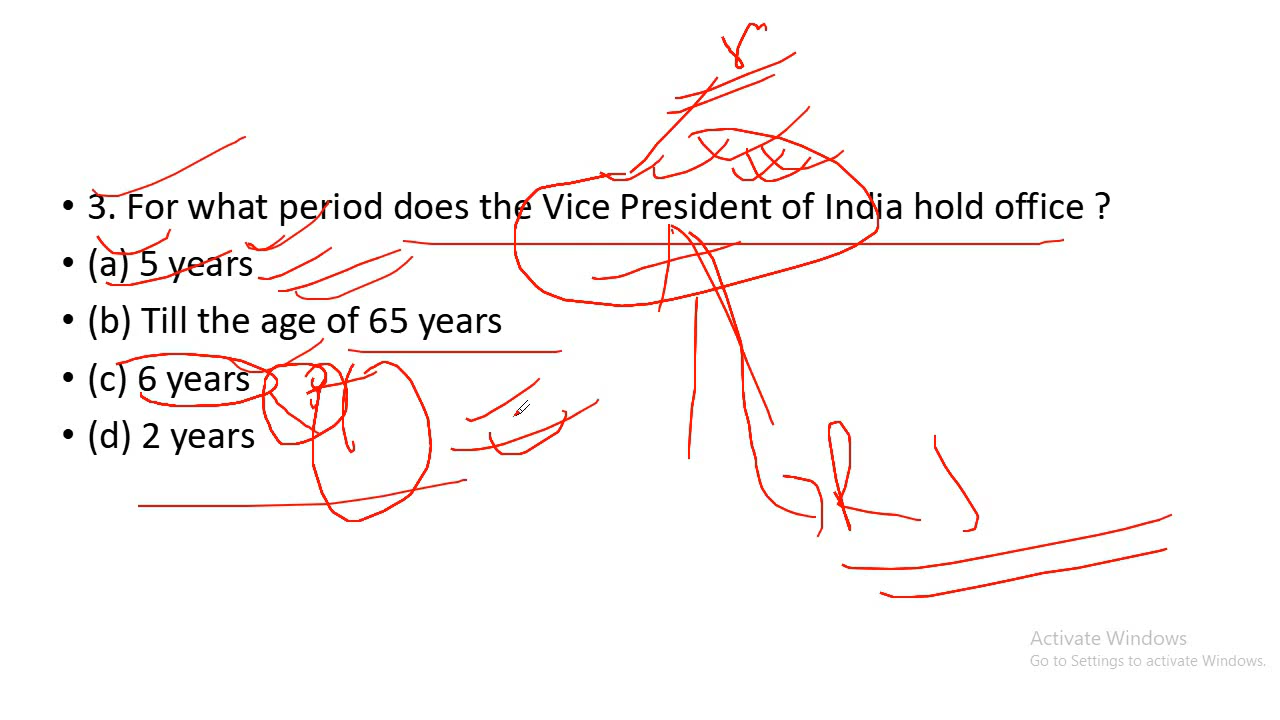 • 3. For what period does the Vice President of India hold office ?
• (a) 5 years
• (b) Till the age of 65 years
• (c) 6 years
• (d) 2 years
Activate Windows
Go to Settings to activate Windows.